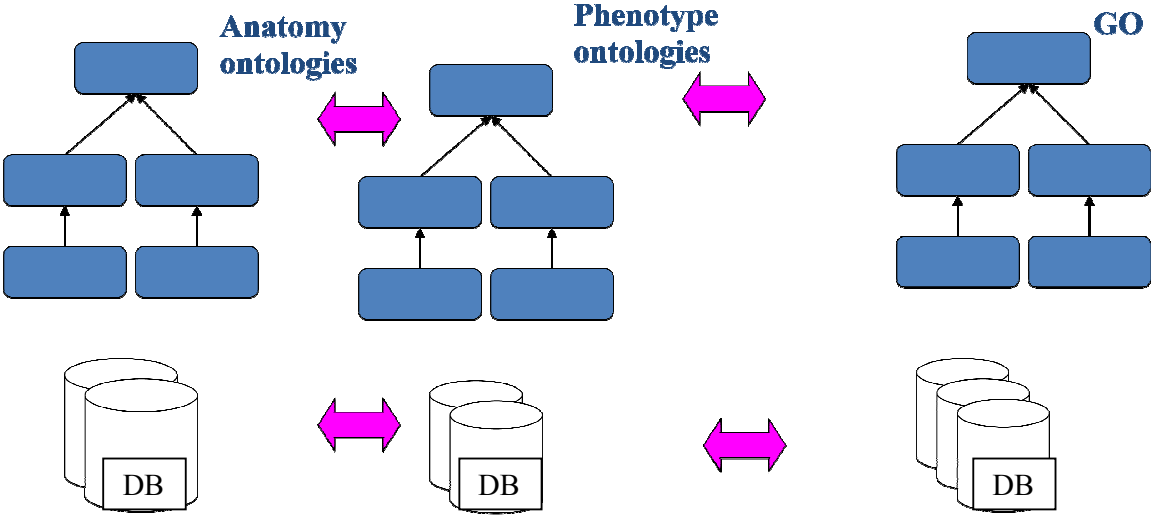 Anatomy
ontologies
Phenotype
ontologies
GO
DB
DB
DB